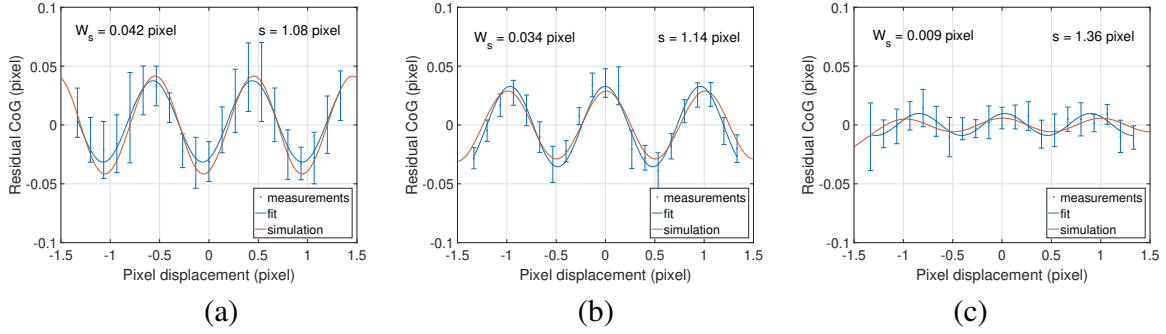 W_s = 0.042 pixel s = 1.08 pixel
Residual CoG (pixel)
0.1
0.05
0
-0.05
-0.1
measurements
fit
simulation
-1.5 -1 -0.5 0 0.5 1 1.5
Pixel displacement (pixel)
(a)
W_s = 0.034 pixel s = 1.14 pixel
Residual CoG (pixel)
0.1
0.05
0
-0.05
-0.1
measurements
fit
simulation
-1.5 -1 -0.5 0 0.5 1 1.5
Pixel displacement (pixel)
(b)
W_s = 0.009 pixel s = 1.36 pixel
Residual CoG (pixel)
0.1
0.05
0
-0.05
-0.1
measurements
fit
simulation
-1.5 -1 -0.5 0 0.5 1 1.5
Pixel displacement (pixel)
(c)